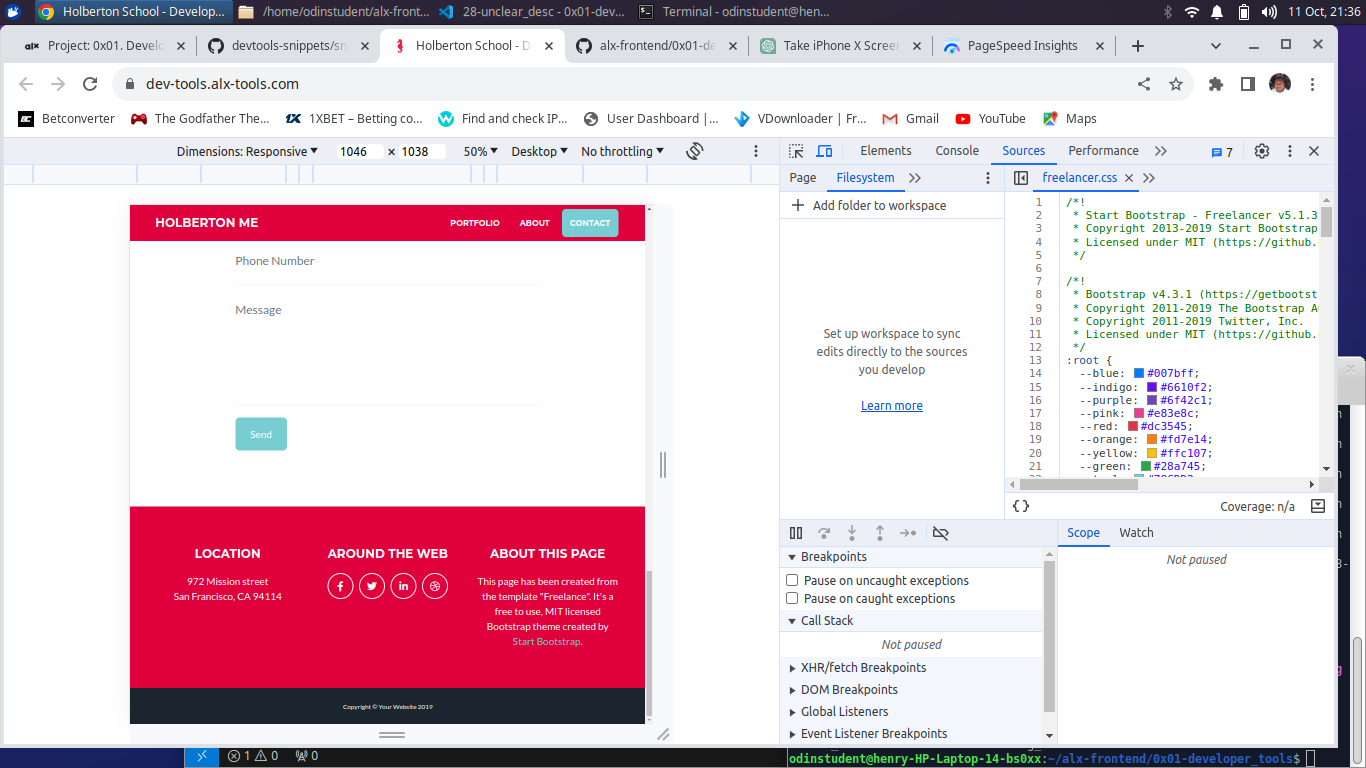 Holberton School - Develop...
/home/odinstudent/alx-front...
28-unclear_desc - 0x01-dev...
Terminal - odinstudent@hen...
11 Oct, 21:36
alx Project: 0x01. Develo
devtools-snippets/sn
Holberton School - D
alx-frontend/0x01-de
Take iPhone X Screen
PageSpeed Insights
dev-tools.alx-tools.com
BC Betconverter
The Godfather The...
1X 1XBET – Betting co...
Find and check IP...
User Dashboard |...
VDownloader | Fr...
Gmail
YouTube
Maps
Dimensions: Responsive
1046 × 1038
50%
Desktop
No throttling
Elements
Console
Sources
Performance
7
Page
Filesystem
freelancer.css
Add folder to workspace
Set up workspace to sync
edits directly to the sources
you develop
Learn more
1 /*!
2 * Start Bootstrap - Freelancer v5.1.3
3 * Copyright 2013-2019 Start Bootstrap
4 * Licensed under MIT (https://github.
5 */
6
7 /*!
8 * Bootstrap v4.3.1 (https://getbootst
9 * Copyright 2011-2019 The Bootstrap A
10 * Copyright 2011-2019 Twitter, Inc.
11 * Licensed under MIT (https://github.
12 */
13 :root {
14 --blue: #007bff;
15 --indigo: #6610f2;
16 --purple: #6f42c1;
17 --pink: #e83e8c;
18 --red: #dc3545;
19 --orange: #fd7e14;
20 --yellow: #ffc107;
21 --green: #28a745;
Coverage: n/a
HOLBERTON ME
PORTFOLIO
ABOUT
CONTACT
Phone Number
Message
Send
LOCATION
972 Mission street
San Francisco, CA 94114
AROUND THE WEB
ABOUT THIS PAGE
This page has been created from
the template "Freelance". It's a
free to use, MIT licensed
Bootstrap theme created by
Start Bootstrap.
Copyright © Your Website 2019
Breakpoints
Pause on uncaught exceptions
Pause on caught exceptions
Call Stack
Not paused
XHR/fetch Breakpoints
DOM Breakpoints
Global Listeners
Event Listener Breakpoints
Scope
Watch
Not paused
1 0
0
odinstudent@henry-HP-Laptop-14-bs0xx:~/alx-frontend/0x01-developer_tools$